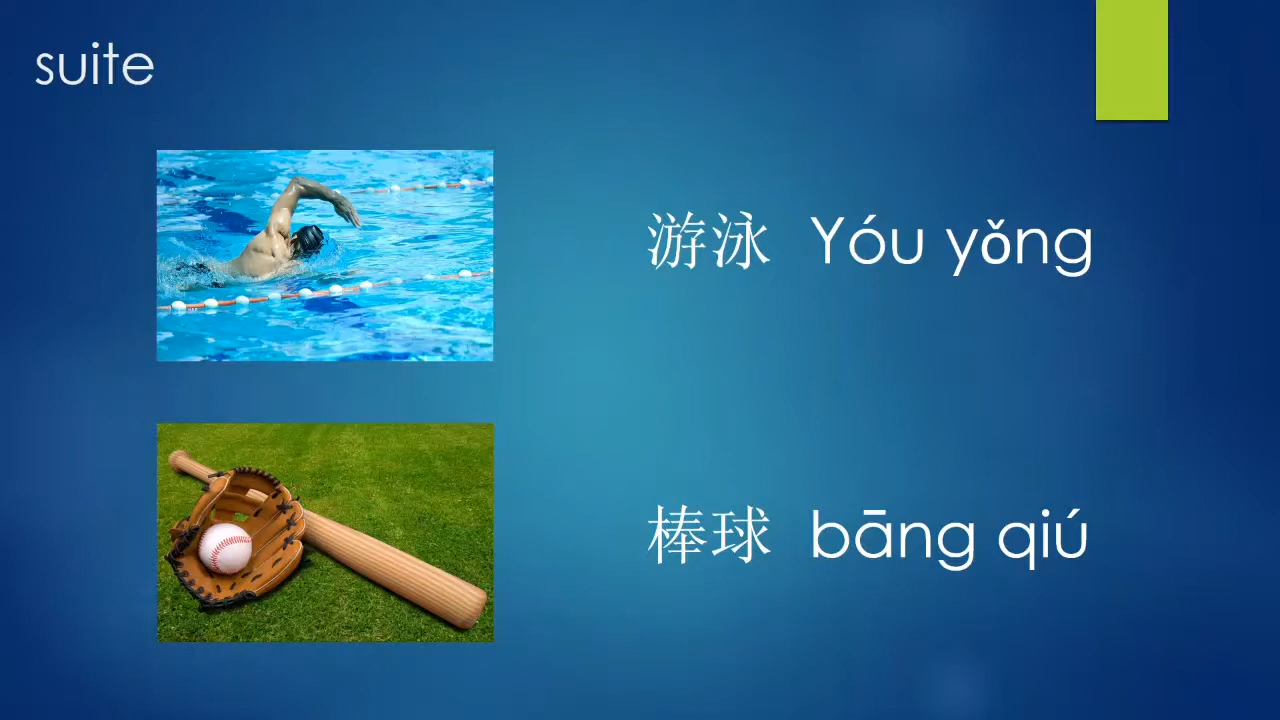 suite
游泳 Yóu yǒng
棒球 bāng qiú